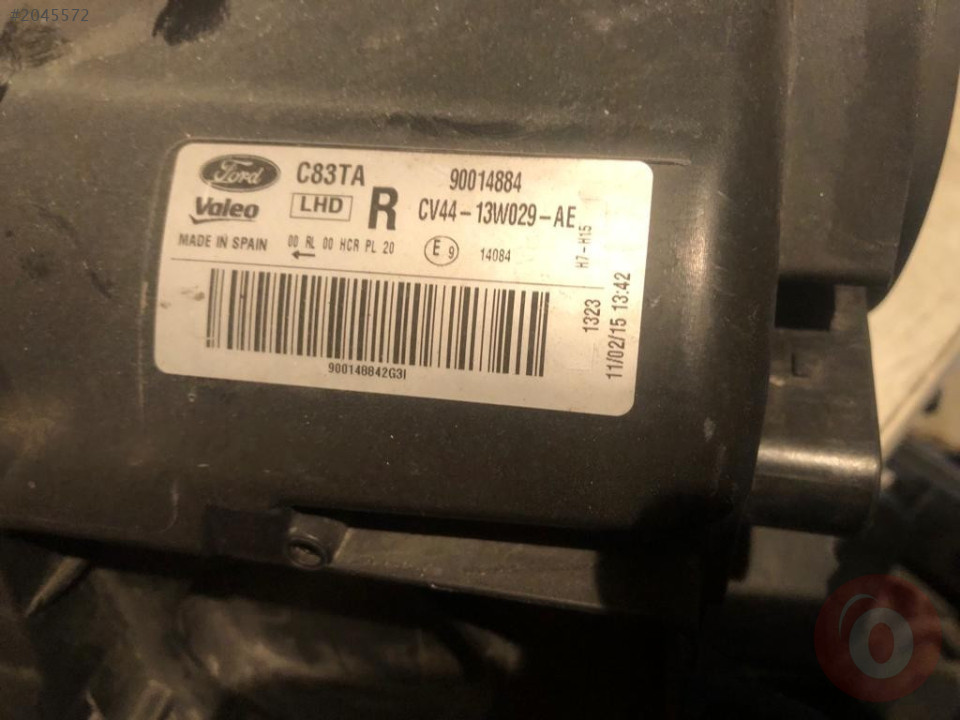 #2045572
Ford C83TA 90014884
Valeo LHD R CV44-13W029-AE
MADE IN SPAIN 00 RL 00 HCR PL 20 E9 14084
H7-H15
900148842G3I
1323
11/02/15 13:42